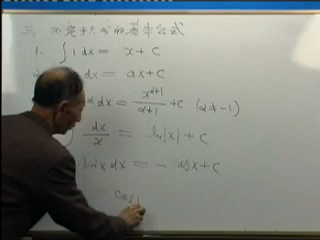 三、不定积分的基本公式
1. ∫ 1 dx = x + c
dx = ax + c
dx = x^(α+1)/(α+1) + c (α ≠ -1)
dx/x = ln|x| + c
sin x dx = - cos x + c